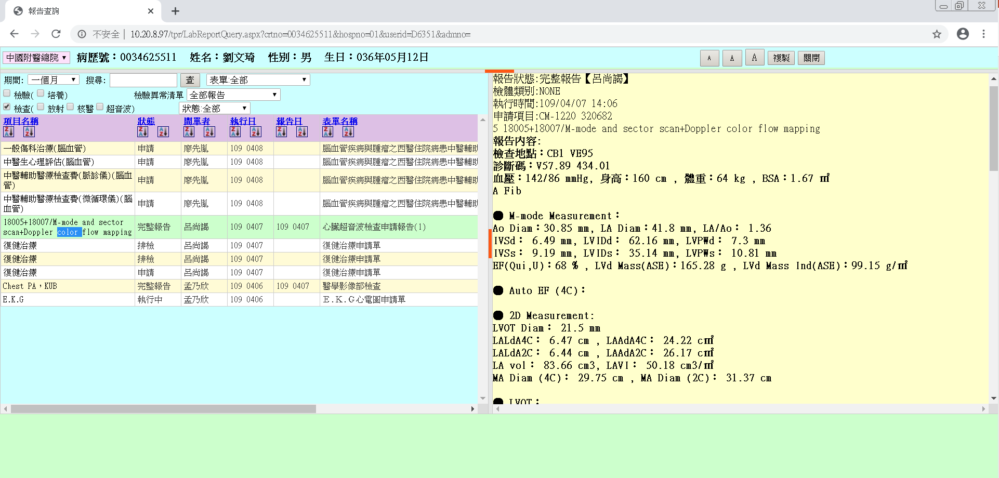 報告查詢
不安全 | 10.20.8.97/tpr/LabReportQuery.aspx?crtno=0034625511&hospno=01&userid=D6351&admno=
中國附醫總院 病歷號：0034625511 姓名：劉文琦 性別：男 生日：036年05月12日 A A A 複製 關閉
期間: 一個月 搜尋: 查 表單:全部
檢驗( 培養) 檢驗異常清單 全部報告
檢查( 放射 核醫 超音波) 狀態:全部
項目名稱 狀態 開單者 執行日 報告日 表單名稱
一般傷科治療(腦血管) 申請 廖先胤 109 0408 腦血管疾病與腫瘤之西醫住院病患中醫輔助
中醫生心理評估(腦血管) 申請 廖先胤 109 0408 腦血管疾病與腫瘤之西醫住院病患中醫輔助
中醫輔助醫療檢查費(脈診儀)(腦血
管) 申請 廖先胤 109 0408 腦血管疾病與腫瘤之西醫住院病患中醫輔助
中醫輔助醫療檢查費(微循環儀)(腦
血管) 申請 廖先胤 109 0408 腦血管疾病與腫瘤之西醫住院病患中醫輔助
18005+18007/M-mode and sector
scan+Doppler color flow mapping 完整報告 呂尚謁 109 0407 109 0407 心臟超音波檢查申請報告(1)
復健治療 排檢 呂尚謁 109 0407 復健治療申請單
復健治療 排檢 呂尚謁 109 0407 復健治療申請單
復健治療 申請 呂尚謁 109 0407 復健治療申請單
Chest PA，KUB 完整報告 孟乃欣 109 0406 109 0407 醫學影像部檢查
E.K.G 執行中 孟乃欣 109 0406 Ｅ.Ｋ.Ｇ心電圖申請單
報告狀態:完整報告【呂尚謁】
檢體類別:NONE
執行時間:109/04/07 14:06
申請項目:CM-1220 320682
5 18005+18007/M-mode and sector scan+Doppler color flow mapping
報告內容:
檢查地點：CB1 VE95
診斷碼：V57.89 434.01
血壓：142/86 mmHg, 身高：160 cm , 體重：64 kg , BSA：1.67 ㎡
A Fib
● M-mode Measurement：
Ao Diam：30.85 mm, LA Diam：41.8 mm, LA/Ao： 1.36
IVSd： 6.49 mm, LVIDd： 62.16 mm, LVPWd： 7.3 mm
IVSs： 9.19 mm, LVIDs： 35.14 mm, LVPWs： 10.81 mm
EF(Qui,U)：68 % , LVd Mass(ASE)：165.28 g , LVd Mass Ind(ASE)：99.15 g/㎡
● Auto EF (4C)：
● 2D Measurement:
LVOT Diam： 21.5 mm
LALdA4C： 6.47 cm , LAAdA4C： 24.22 c㎡
LALdA2C： 6.44 cm , LAAdA2C： 26.17 c㎡
LA vol： 83.66 cm3, LAVI： 50.18 cm3/㎡
MA Diam (4C)： 29.75 cm , MA Diam (2C)： 31.37 cm
● LVOT：